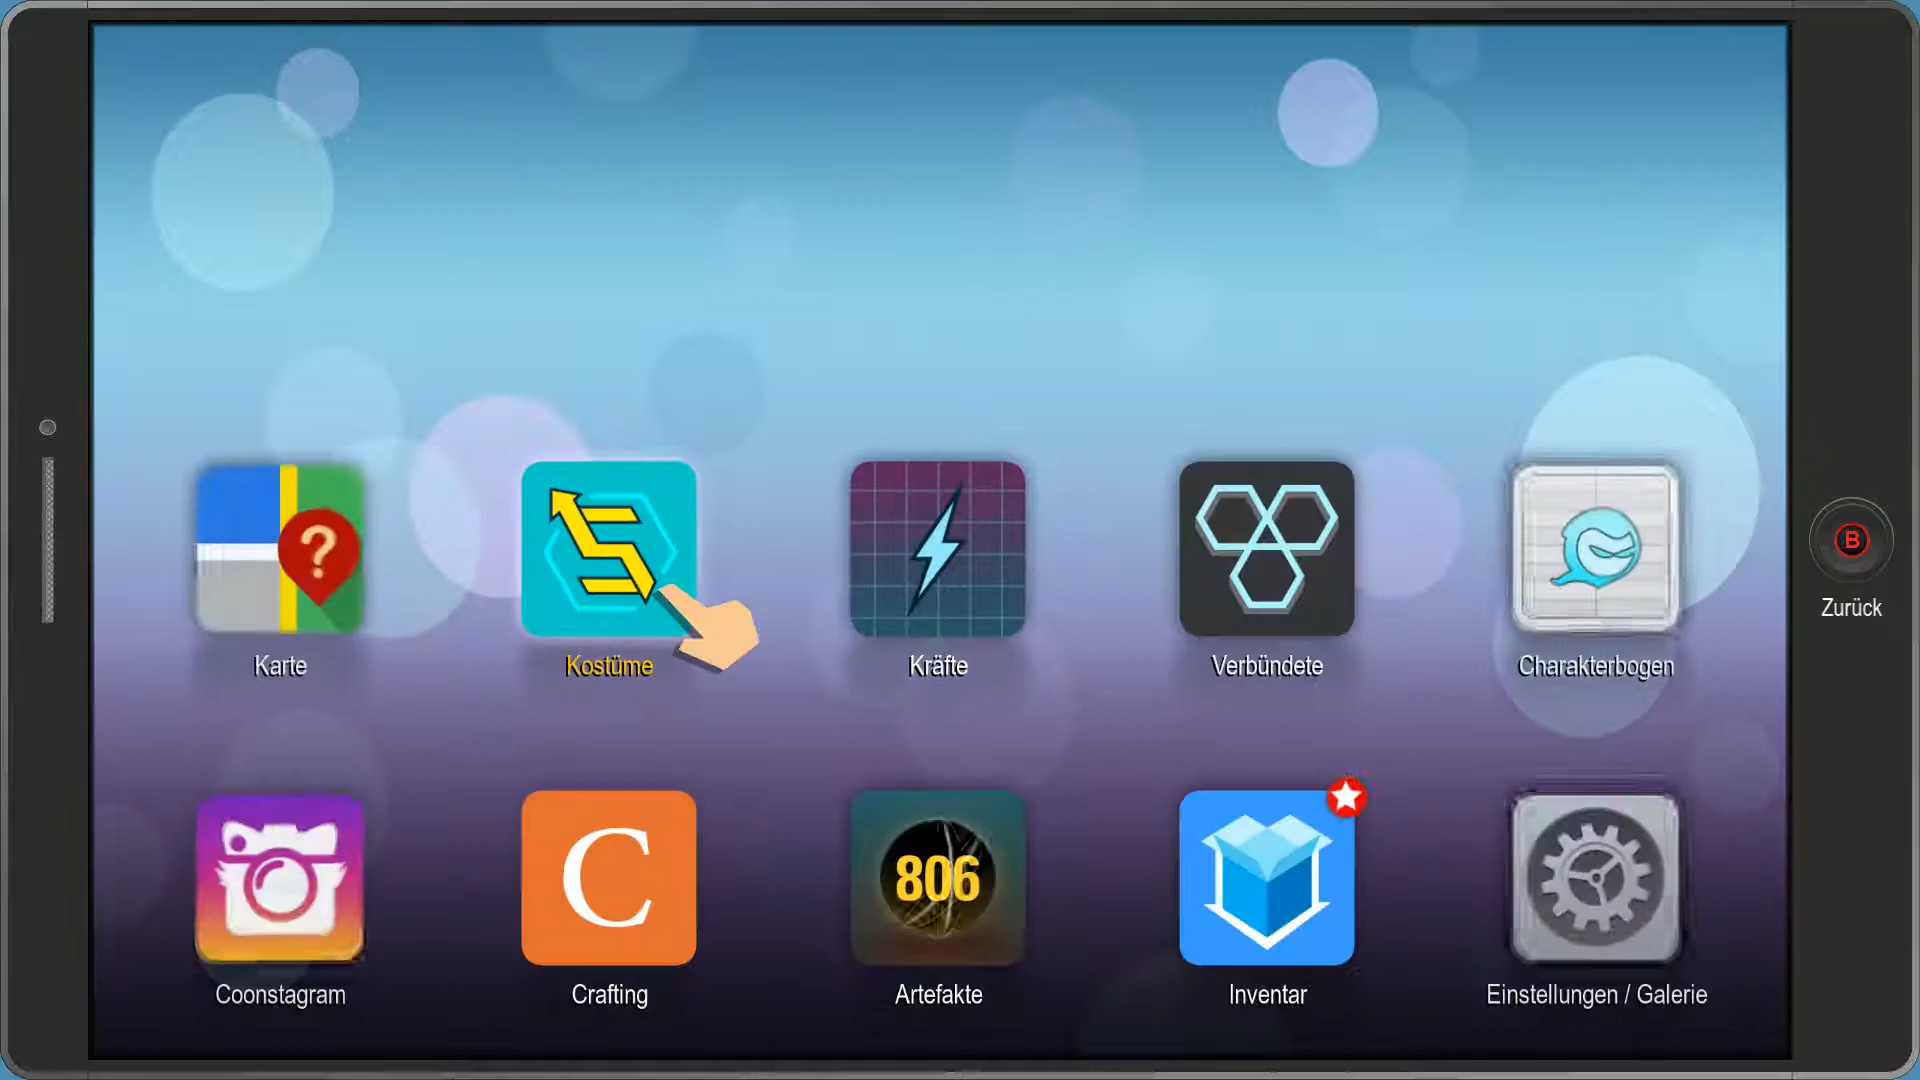 ?
Karte
Kostüme
Kräfte
Verbündete
Charakterbogen
B
Zurück
C
806
Coonstagram
Crafting
Artefakte
Inventar
Einstellungen / Galerie